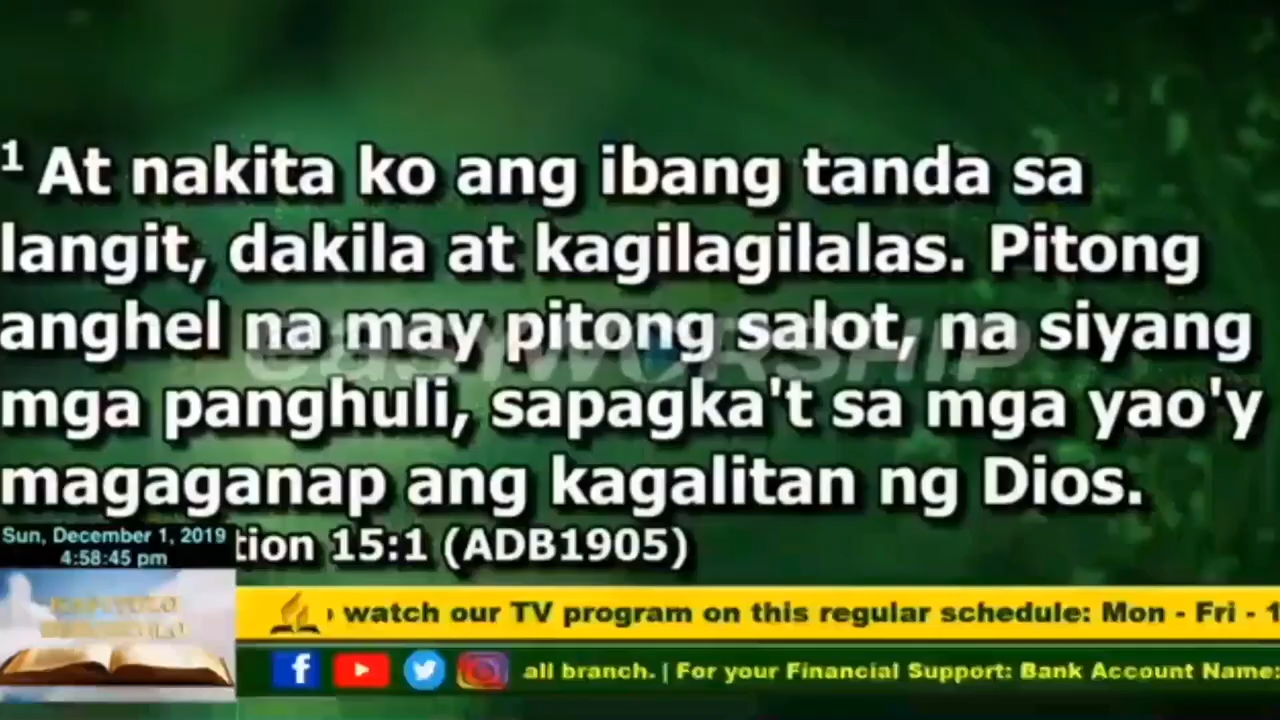 1 At nakita ko ang ibang tanda sa
langit, dakila at kagilagilalas. Pitong
anghel na may pitong salot, na siyang
mga panghuli, sapagka't sa mga yao'y
magaganap ang kagalitan ng Dios.
tion 15:1 (ADB1905)
easyworship
Sun, December 1, 2019
4:58:45 pm
KAPITULO
watch our TV program on this regular schedule: Mon - Fri - 1
all branch. | For your Financial Support: Bank Account Name: